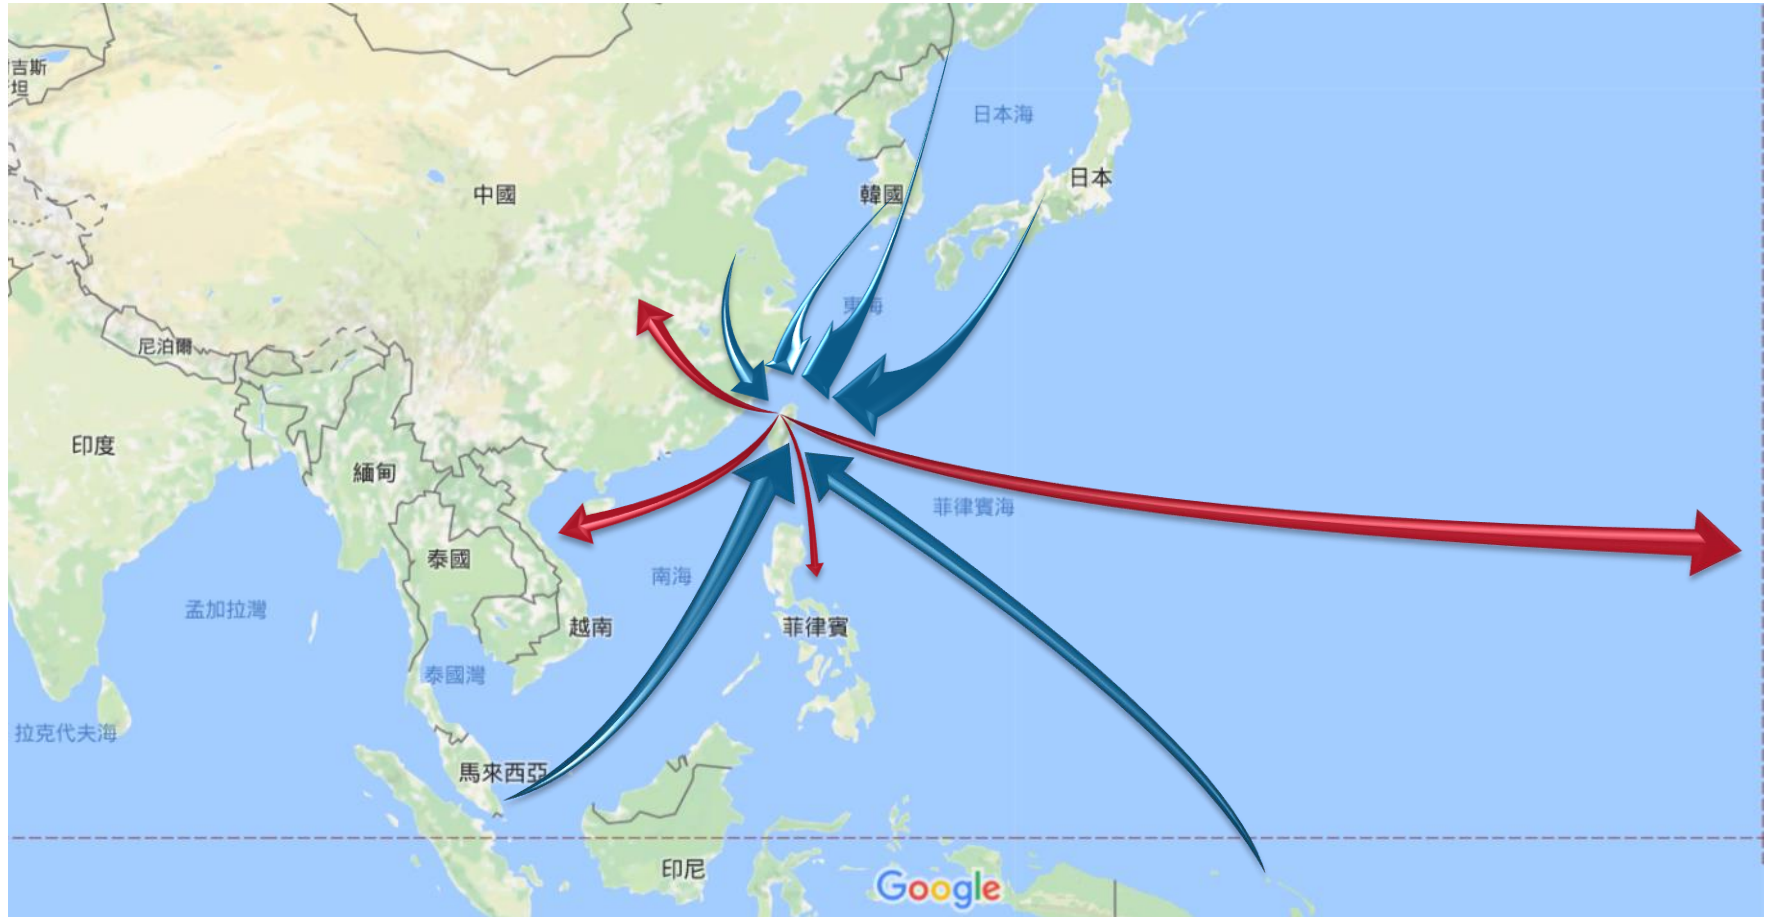 吉斯
坦
日本海
中國
韓國
日本
東海
尼泊爾
印度
緬甸
菲律賓海
泰國
南海
孟加拉灣
越南
菲律賓
泰國灣
拉克代夫海
馬來西亞
印尼
Google